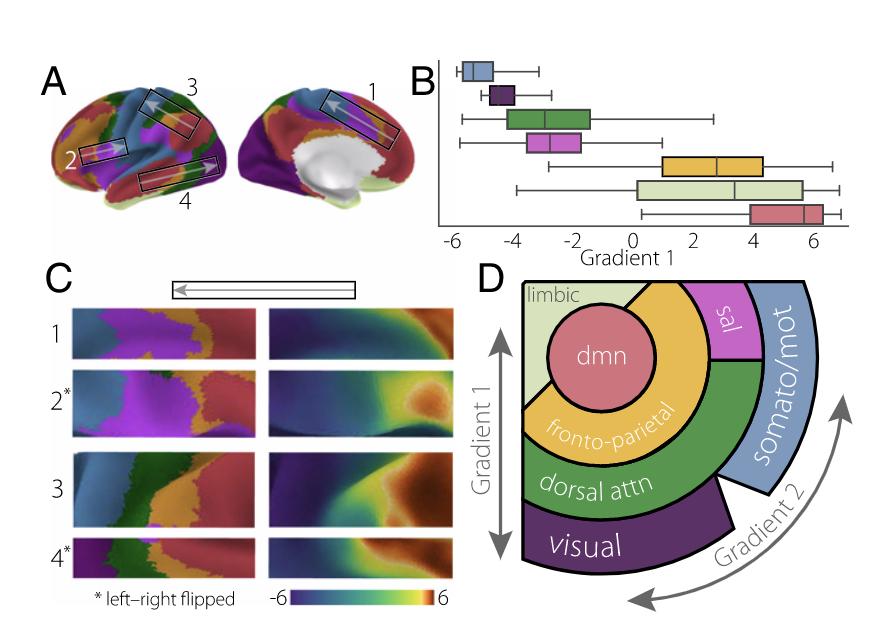 A
3
2
4
1
B
-6 -4 -2 0 2 4 6
Gradient 1
C
1
2*
3
4*
* left–right flipped
-6
6
D
limbic
dmn
sal
somato/mot
fronto-parietal
dorsal attn
visual
Gradient 1
Gradient 2